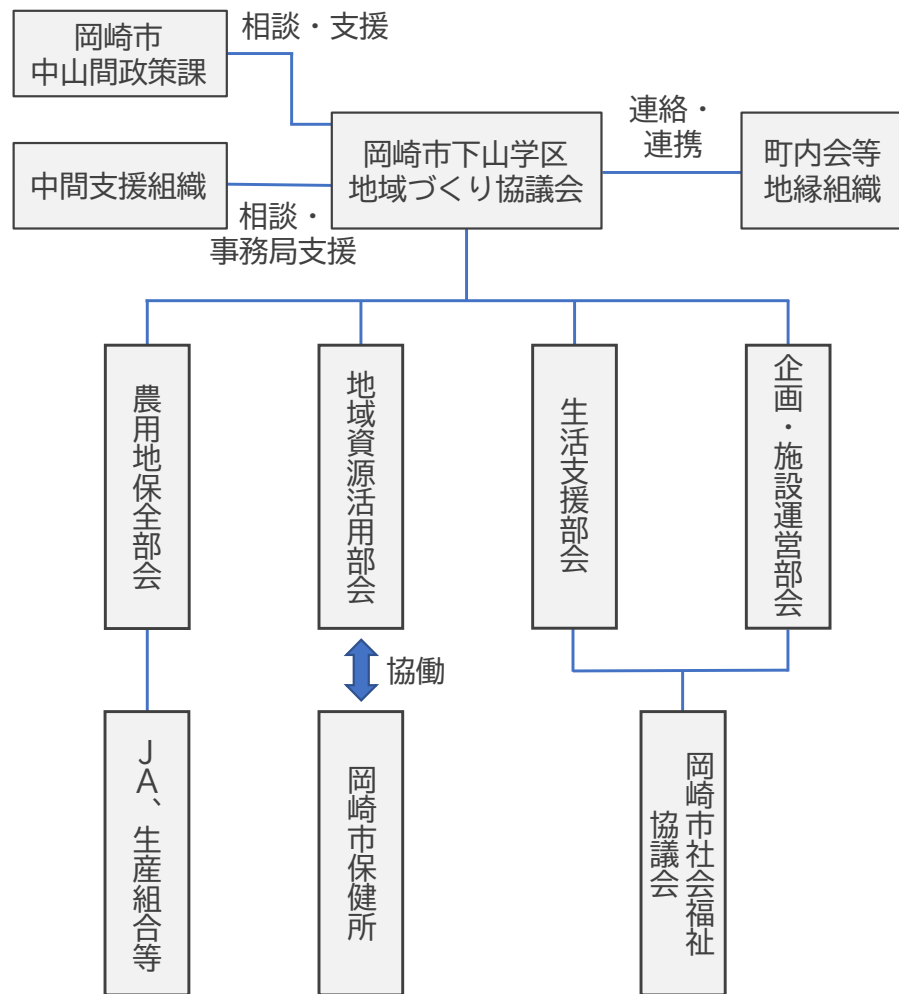 岡崎市
中山間政策課
相談・支援
岡崎市下山学区
地域づくり協議会
連絡・
連携
町内会等
地縁組織
中間支援組織
相談・
事務局支援
農用地保全部会
地域資源活用部会
生活支援部会
企画・施設運営部会
協働
ＪＡ、生産組合等
岡崎市保健所
岡崎市社会福祉
協議会